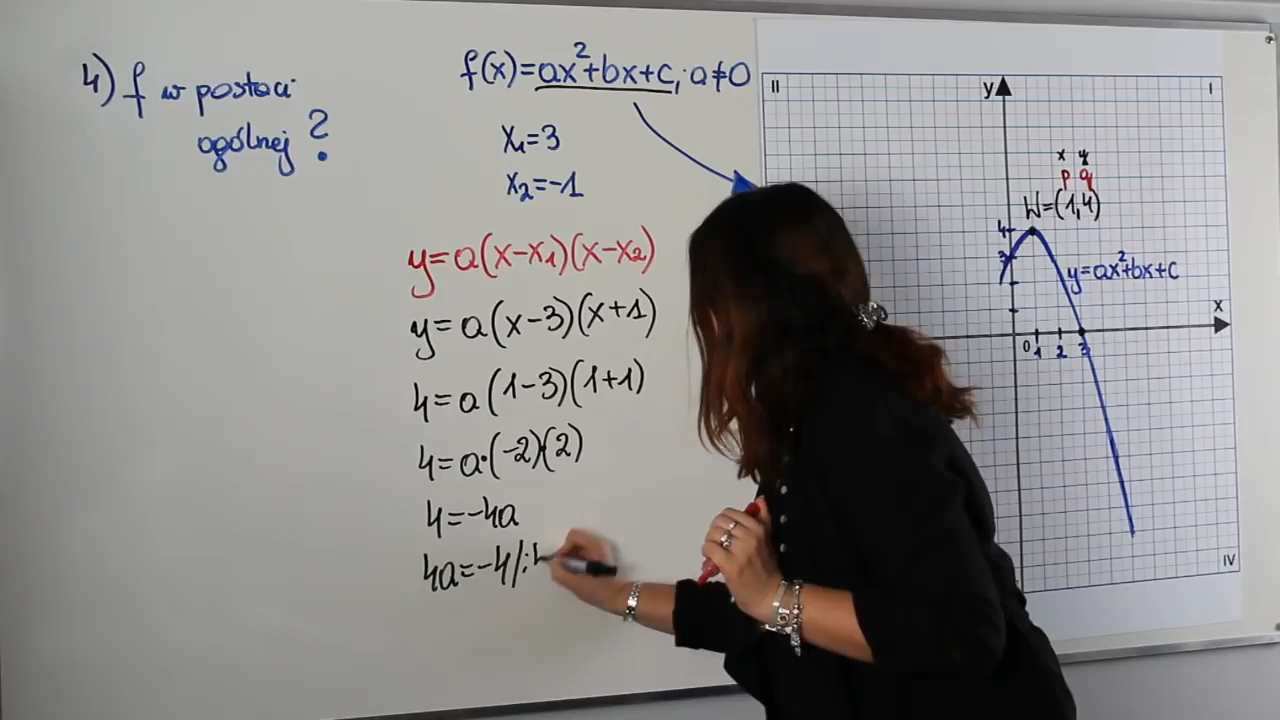 4) f w postaci
ogólnej ?
f(x)=ax²+bx+c, a≠0
x₁=3
x₂=-1
y=a(x-x₁)(x-x₂)
y=a(x-3)(x+1)
4=a(1-3)(1+1)
4=a·(-2)(2)
4=-4a
4a=-4/:4
II
y
I
x y
p q
W=(1,4)
4
3
y=ax²+bx+c
x
0 1 2 3
IV